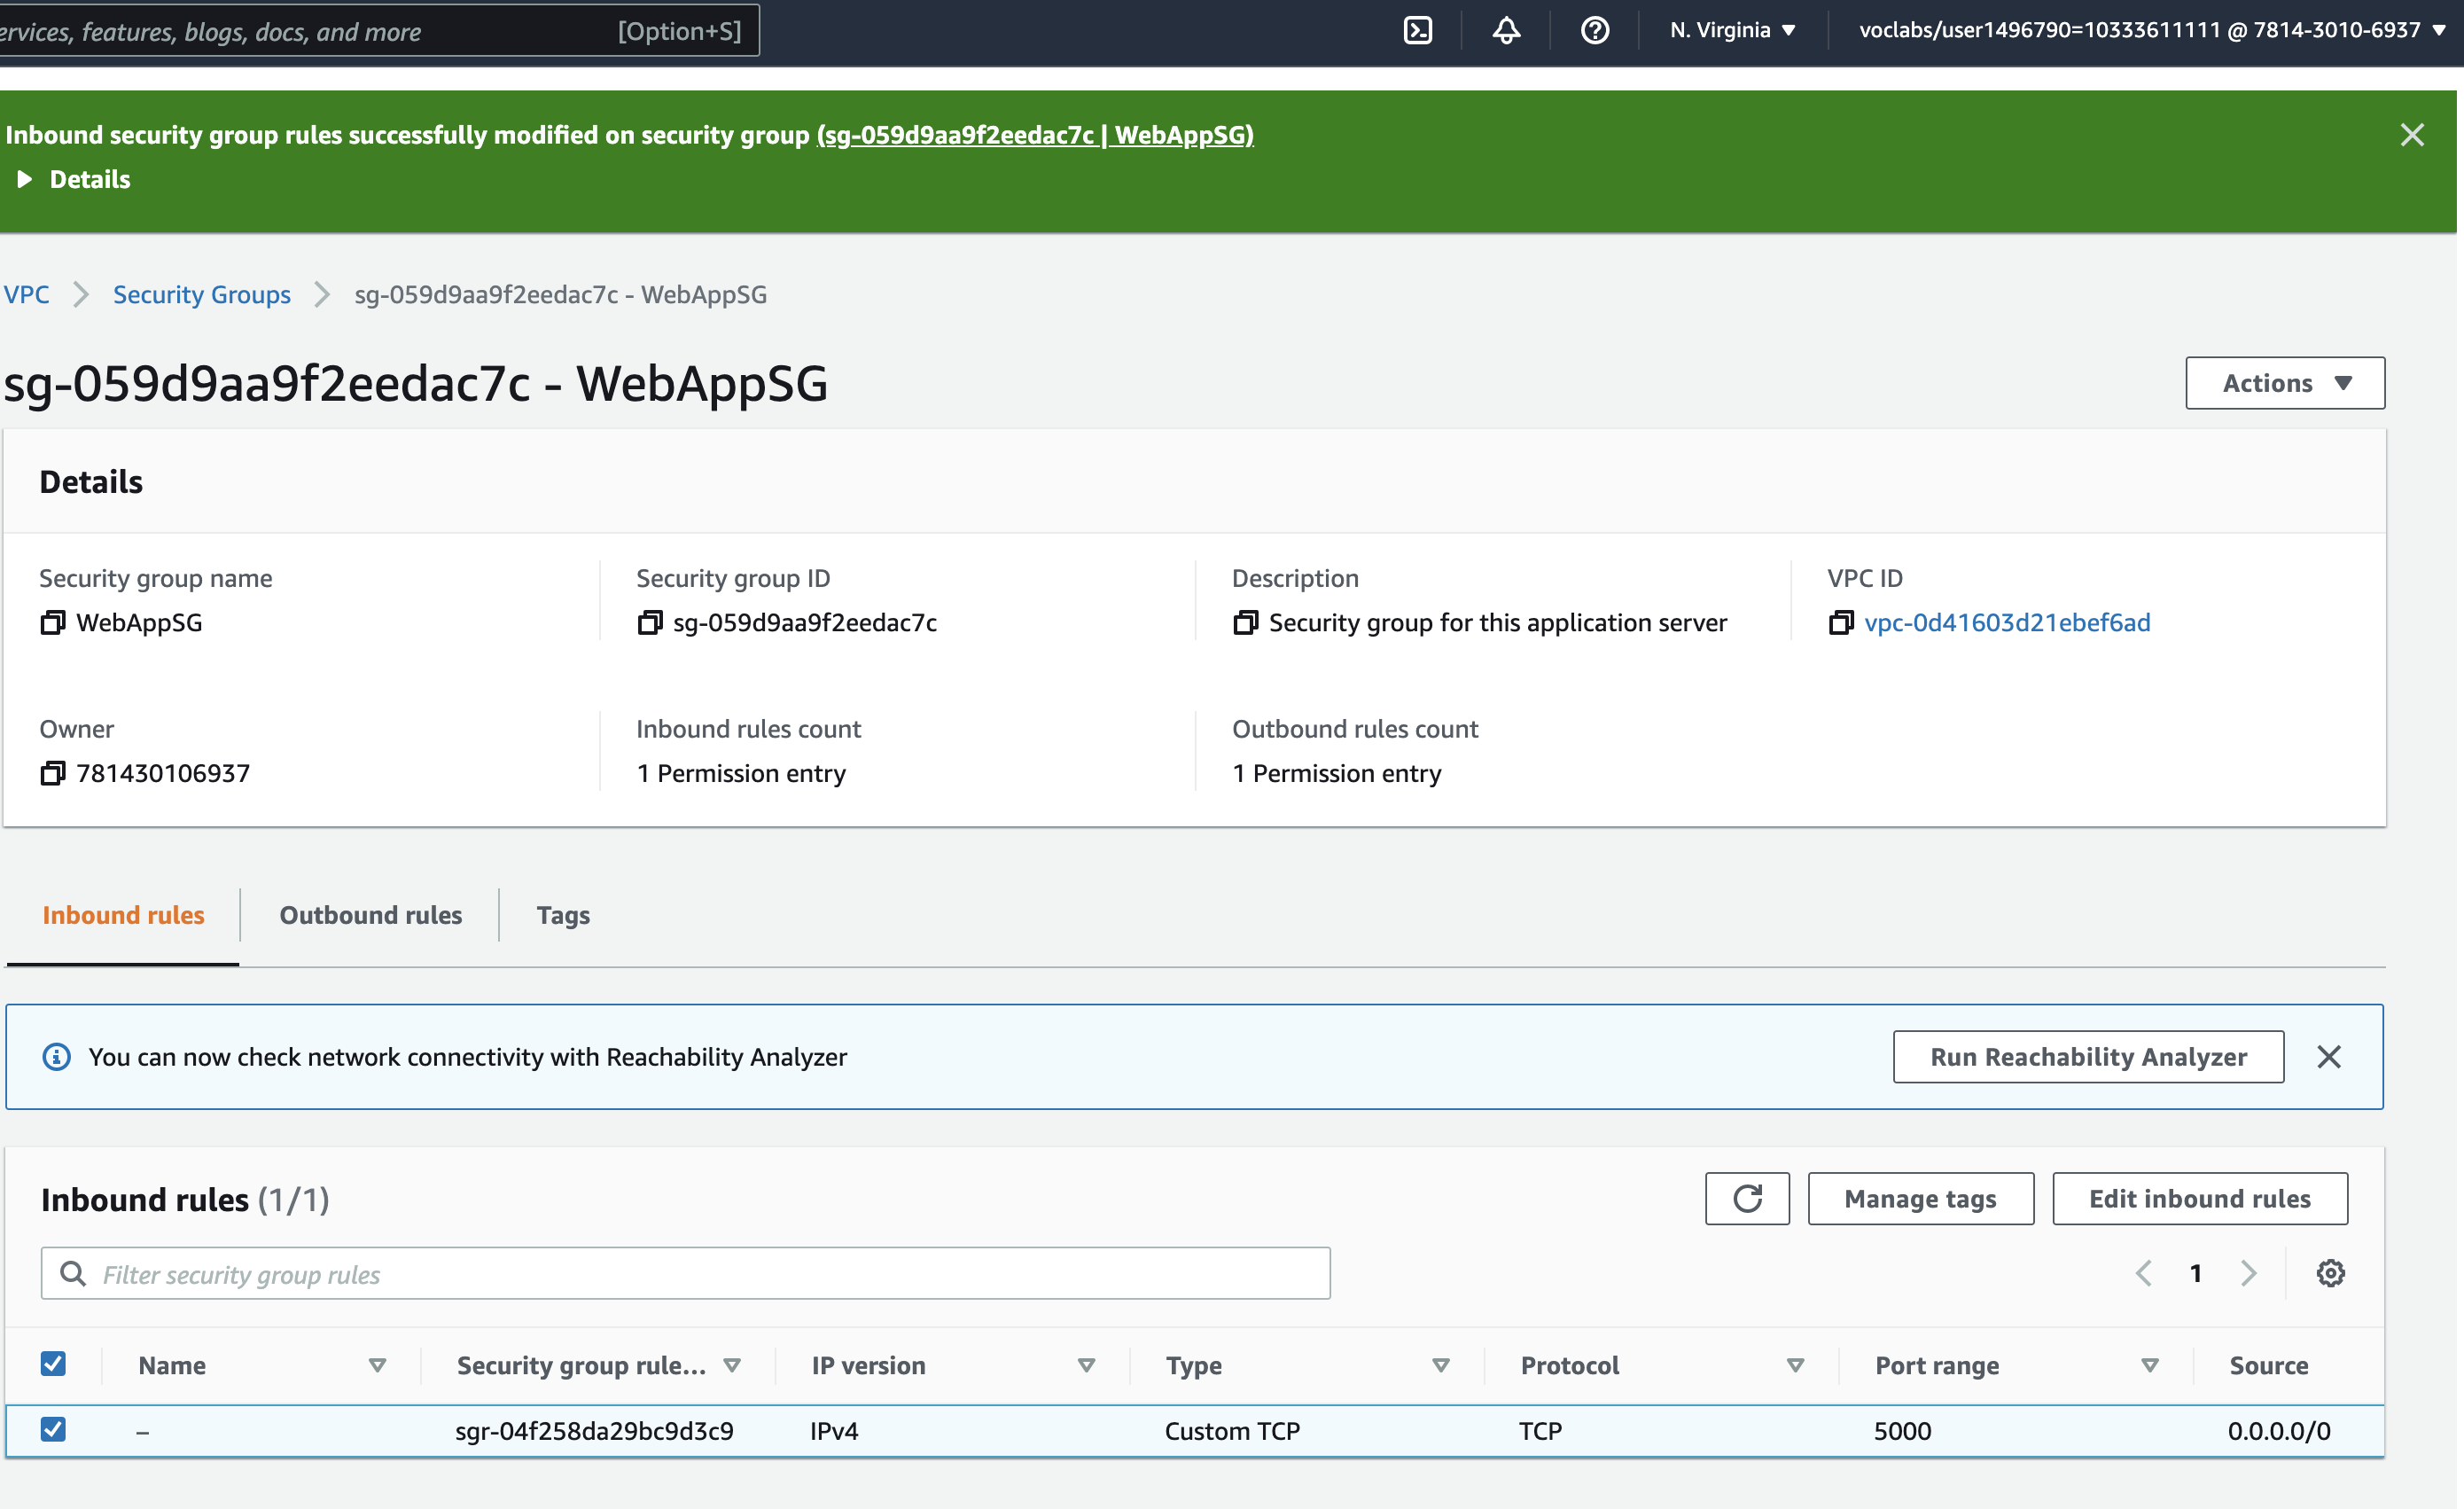 services, features, blogs, docs, and more [Option+S] N. Virginia voclabs/user1496790=10333611111 @ 7814-3010-6937
Inbound security group rules successfully modified on security group (sg-059d9aa9f2eedac7c | WebAppSG)
Details
VPC Security Groups sg-059d9aa9f2eedac7c - WebAppSG
sg-059d9aa9f2eedac7c - WebAppSG Actions
Details
Security group name Security group ID Description VPC ID
WebAppSG sg-059d9aa9f2eedac7c Security group for this application server vpc-0d41603d21ebef6ad
Owner Inbound rules count Outbound rules count
781430106937 1 Permission entry 1 Permission entry
Inbound rules Outbound rules Tags
You can now check network connectivity with Reachability Analyzer Run Reachability Analyzer
Inbound rules (1/1) Manage tags Edit inbound rules
Filter security group rules 1
Name Security group rule... IP version Type Protocol Port range Source
– sgr-04f258da29bc9d3c9 IPv4 Custom TCP TCP 5000 0.0.0.0/0